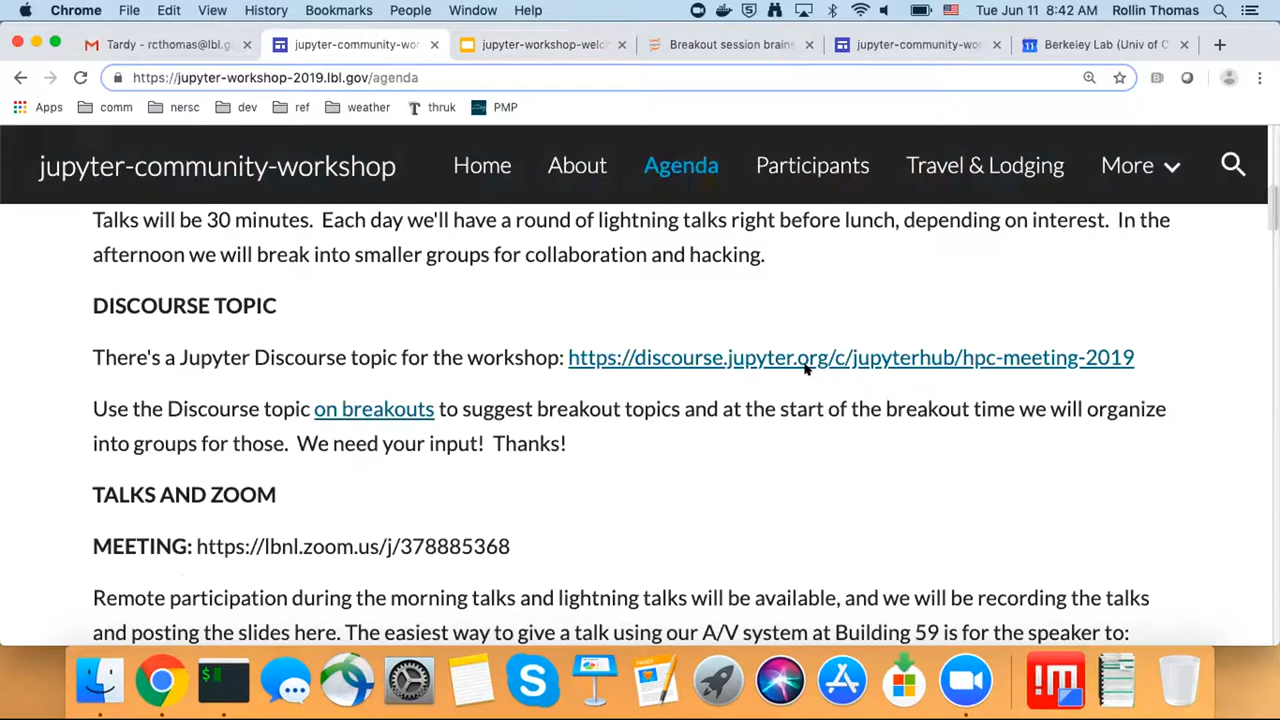 Chrome File Edit View History Bookmarks People Window Help Tue Jun 11 8:42 AM Rollin Thomas
Tardy - rcthomas@lbl.g jupyter-community-wo jupyter-workshop-welc Breakout session brains jupyter-community-wo Berkeley Lab (Univ of C
https://jupyter-workshop-2019.lbl.gov/agenda
Apps comm nersc dev ref weather thruk PMP
jupyter-community-workshop Home About Agenda Participants Travel & Lodging More
Talks will be 30 minutes. Each day we'll have a round of lightning talks right before lunch, depending on interest. In the
afternoon we will break into smaller groups for collaboration and hacking.
DISCOURSE TOPIC
There's a Jupyter Discourse topic for the workshop: https://discourse.jupyter.org/c/jupyterhub/hpc-meeting-2019
Use the Discourse topic on breakouts to suggest breakout topics and at the start of the breakout time we will organize
into groups for those. We need your input! Thanks!
TALKS AND ZOOM
MEETING: https://lbnl.zoom.us/j/378885368
Remote participation during the morning talks and lightning talks will be available, and we will be recording the talks
and posting the slides here. The easiest way to give a talk using our A/V system at Building 59 is for the speaker to: